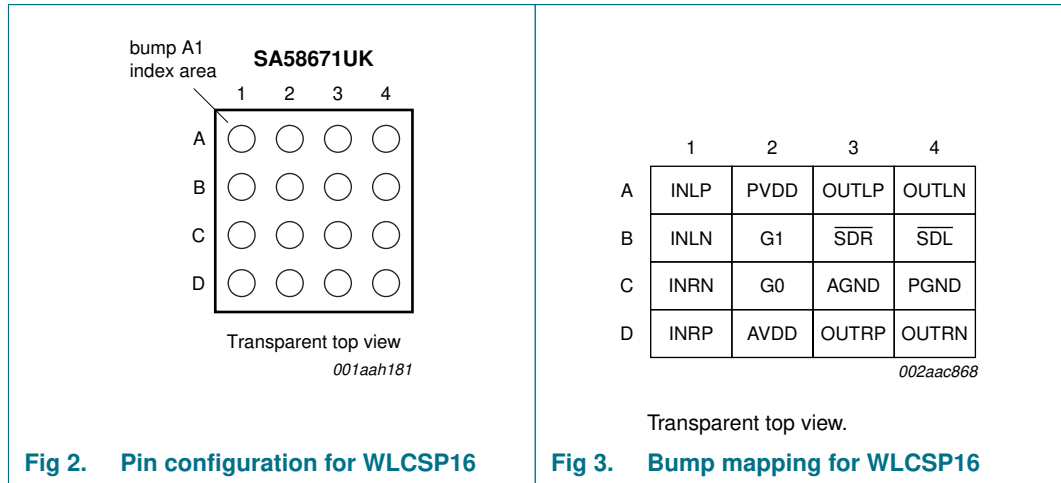 bump A1
index area
SA58671UK
1 2 3 4
A
B
C
D
Transparent top view
001aah181
Fig 2. Pin configuration for WLCSP16
1 2 3 4
A INLP PVDD OUTLP OUTLN
B INLN G1 S̅D̅R̅ S̅D̅L̅
C INRN G0 AGND PGND
D INRP AVDD OUTRP OUTRN
002aac868
Transparent top view.
Fig 3. Bump mapping for WLCSP16